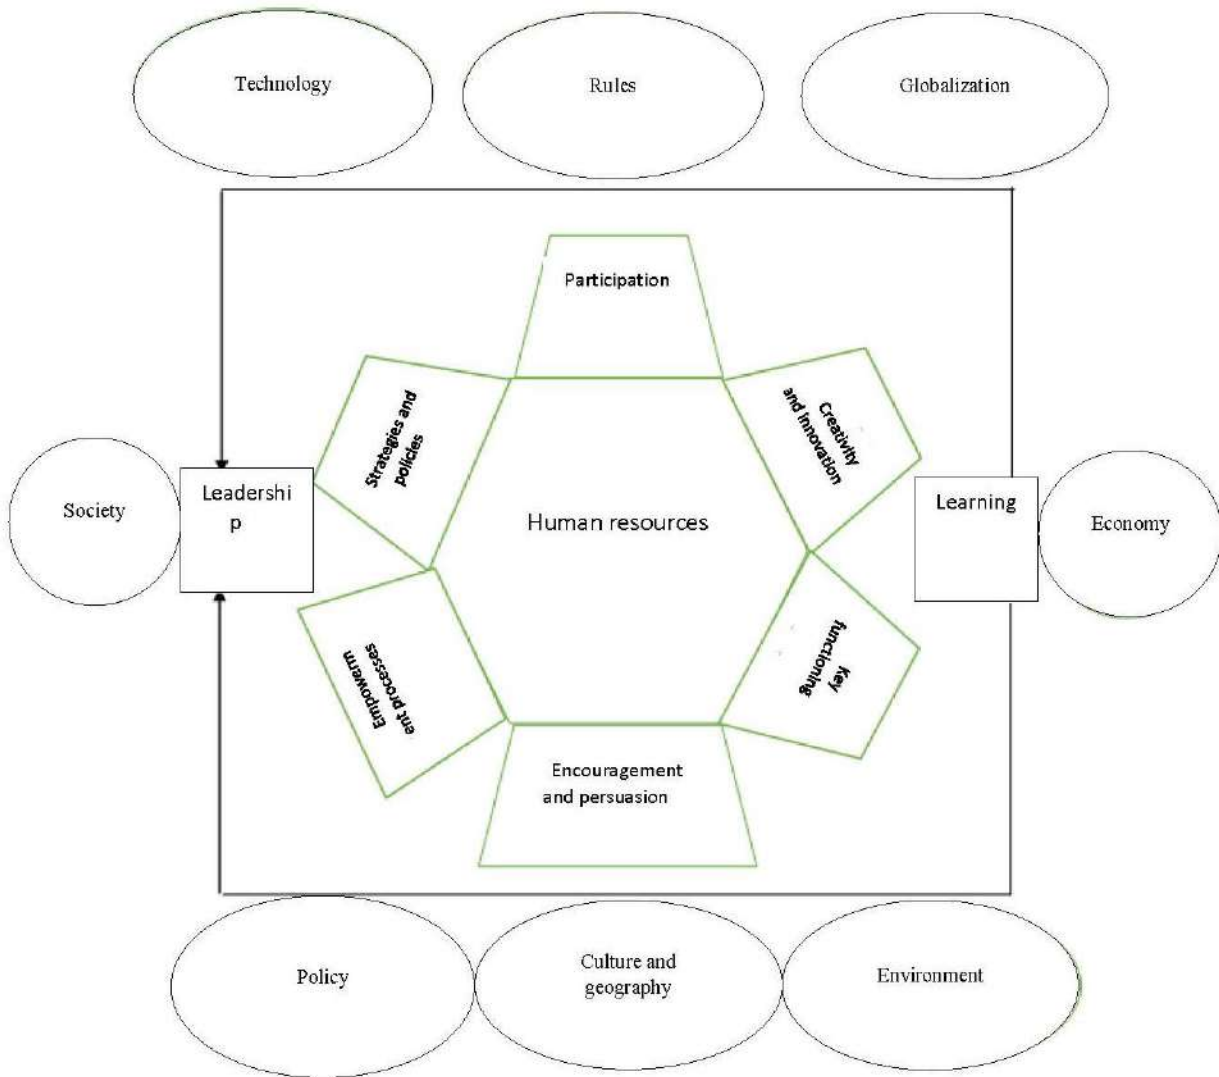 Technology
Rules
Globalization
Participation
Strategies and
policies
Creativity
and innovation
Society
Leadershi
p
Human resources
Learning
Economy
Empowerm
ent processes
Key
functioning
Encouragement
and persuasion
Policy
Culture and
geography
Environment